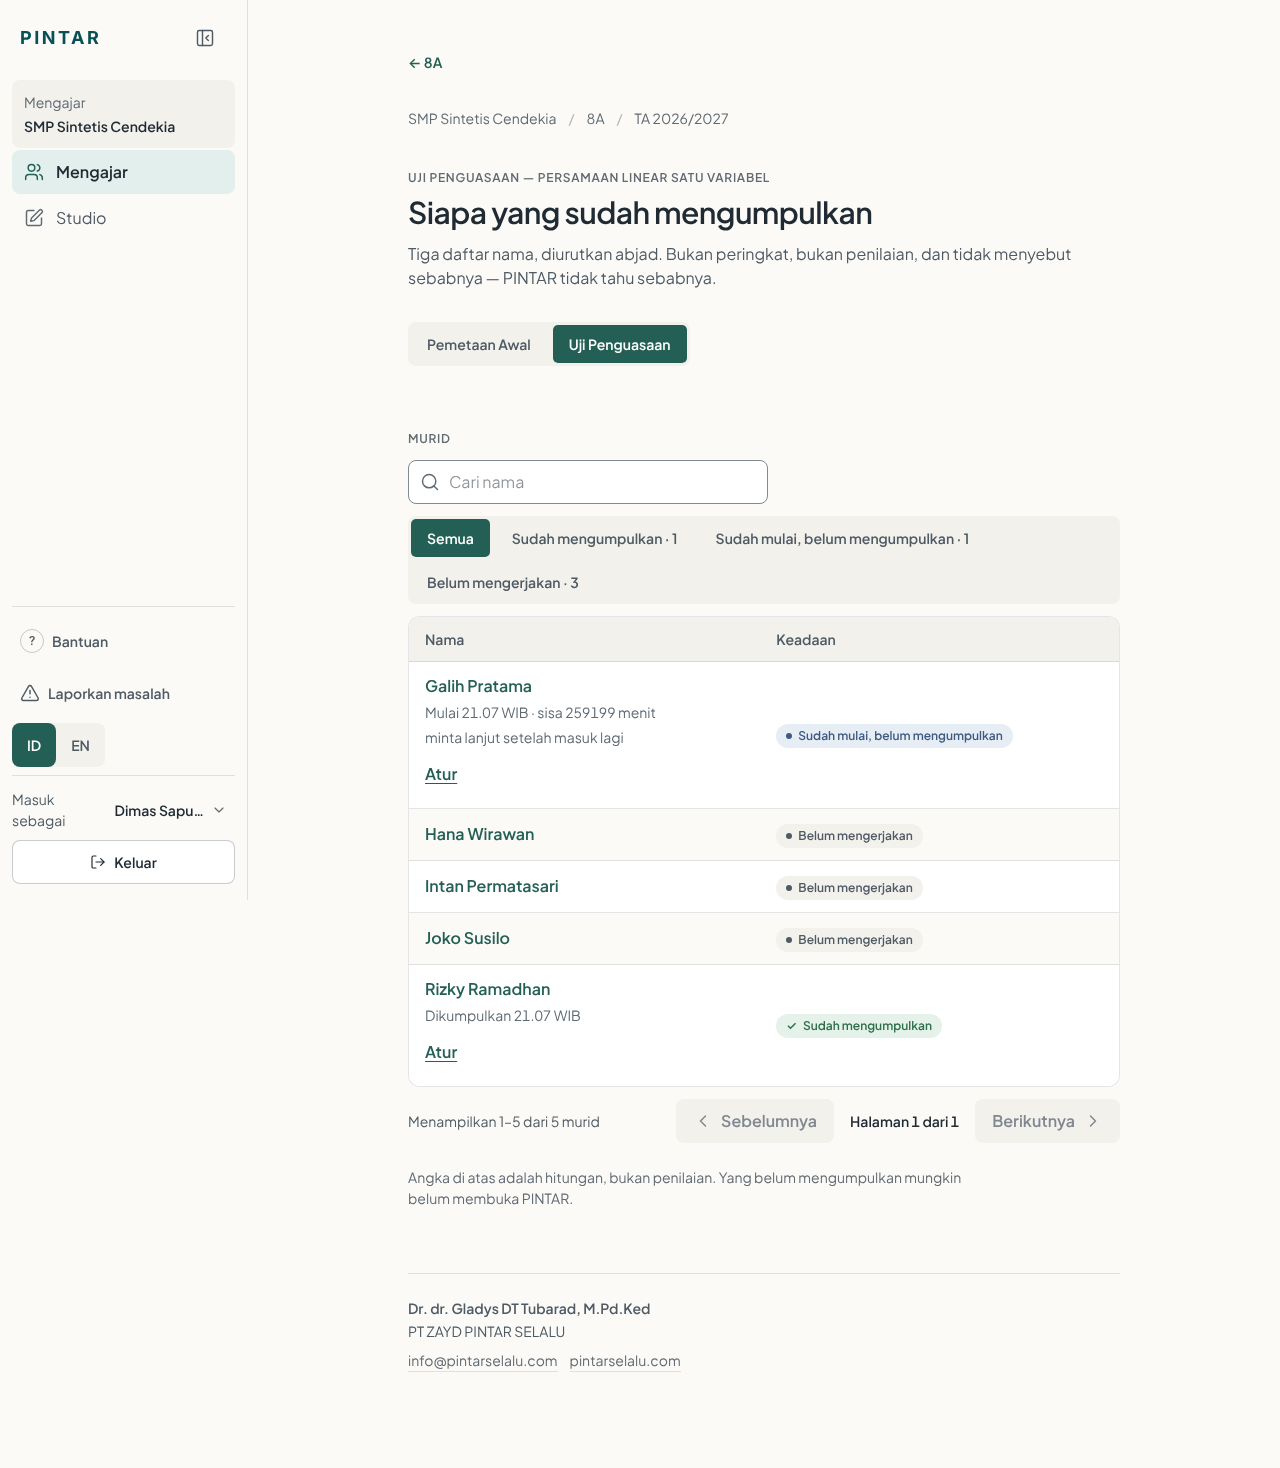 PINTAR
Mengajar
SMP Sintetis Cendekia
Mengajar
Studio
? Bantuan
Laporkan masalah
ID EN
Masuk sebagai Dimas Sapu...
Keluar
← 8A
SMP Sintetis Cendekia / 8A / TA 2026/2027
UJI PENGUASAAN — PERSAMAAN LINEAR SATU VARIABEL
Siapa yang sudah mengumpulkan
Tiga daftar nama, diurutkan abjad. Bukan peringkat, bukan penilaian, dan tidak menyebut
sebabnya — PINTAR tidak tahu sebabnya.
Pemetaan Awal Uji Penguasaan
MURID
Cari nama
Semua Sudah mengumpulkan · 1 Sudah mulai, belum mengumpulkan · 1
Belum mengerjakan · 3
Nama Keadaan
Galih Pratama
Mulai 21.07 WIB · sisa 259199 menit
minta lanjut setelah masuk lagi
Sudah mulai, belum mengumpulkan
Atur
Hana Wirawan Belum mengerjakan
Intan Permatasari Belum mengerjakan
Joko Susilo Belum mengerjakan
Rizky Ramadhan
Dikumpulkan 21.07 WIB
Sudah mengumpulkan
Atur
Menampilkan 1–5 dari 5 murid Sebelumnya Halaman 1 dari 1 Berikutnya
Angka di atas adalah hitungan, bukan penilaian. Yang belum mengumpulkan mungkin
belum membuka PINTAR.
Dr. dr. Gladys DT Tubarad, M.Pd.Ked
PT ZAYD PINTAR SELALU
info@pintarselalu.com pintarselalu.com